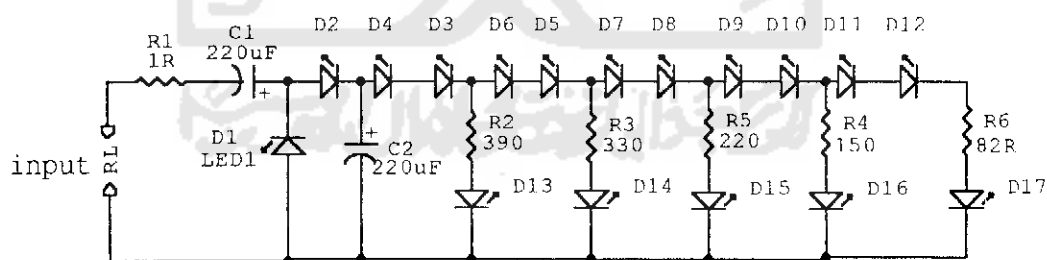 D2 D4 D3 D6 D5 D7 D8 D9 D10 D11 D12
R1 1R
C1 220uF
+
D1 LED1
+
C2 220uF
R2 390
R3 330
R5 220
R4 150
R6 82R
input RL
D13 D14 D15 D16 D17